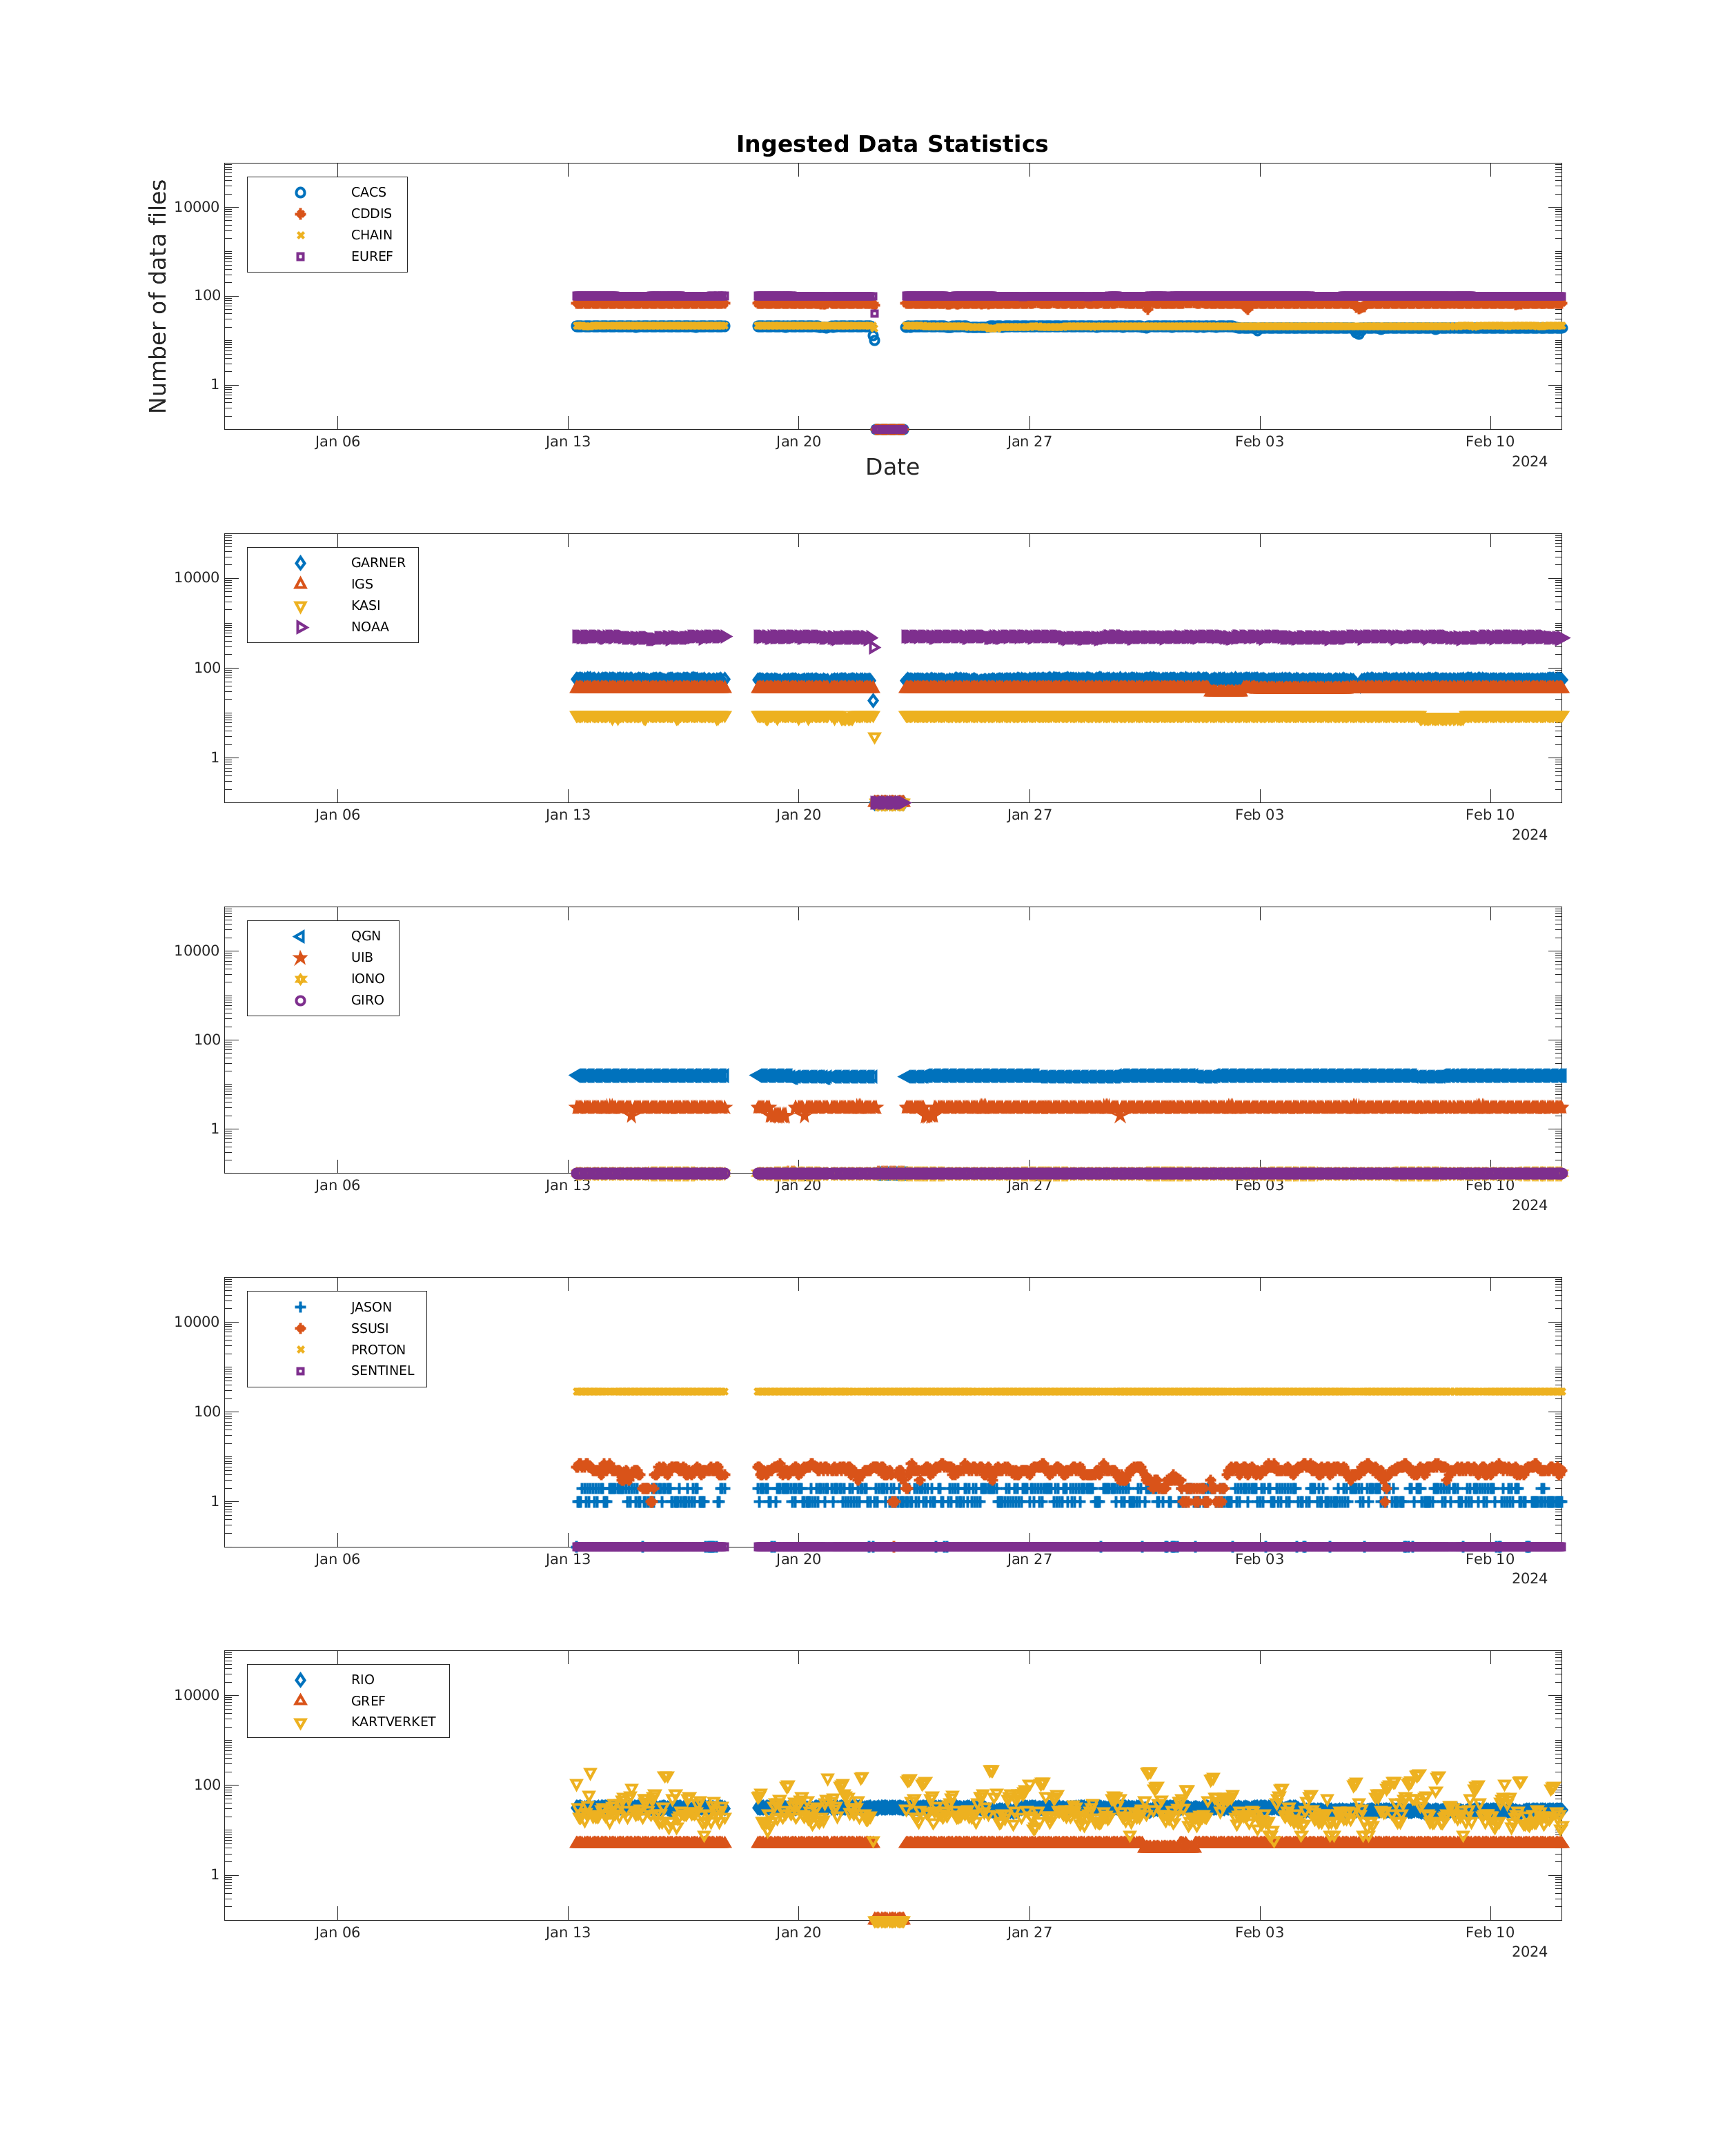 Ingested Data Statistics
Number of data files
10000
100
1
CACS
CDDIS
CHAIN
EUREF
Jan 06 Jan 13 Jan 20 Jan 27 Feb 03 Feb 10
2024
Date
10000
100
1
GARNER
IGS
KASI
NOAA
Jan 06 Jan 13 Jan 20 Jan 27 Feb 03 Feb 10
2024
10000
100
1
QGN
UIB
IONO
GIRO
Jan 06 Jan 13 Jan 20 Jan 27 Feb 03 Feb 10
2024
10000
100
1
JASON
SSUSI
PROTON
SENTINEL
Jan 06 Jan 13 Jan 20 Jan 27 Feb 03 Feb 10
2024
10000
100
1
RIO
GREF
KARTVERKET
Jan 06 Jan 13 Jan 20 Jan 27 Feb 03 Feb 10
2024